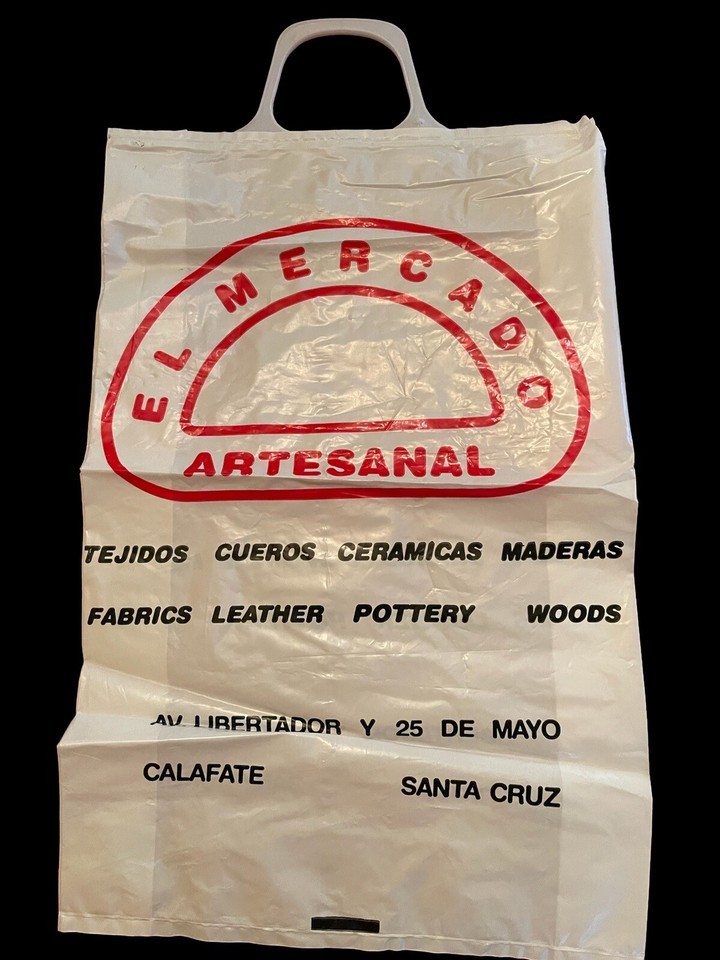 EL MERCADO
ARTESANAL
TEJIDOS CUEROS CERAMICAS MADERAS
FABRICS LEATHER POTTERY WOODS
AV. LIBERTADOR Y 25 DE MAYO
CALAFATE SANTA CRUZ